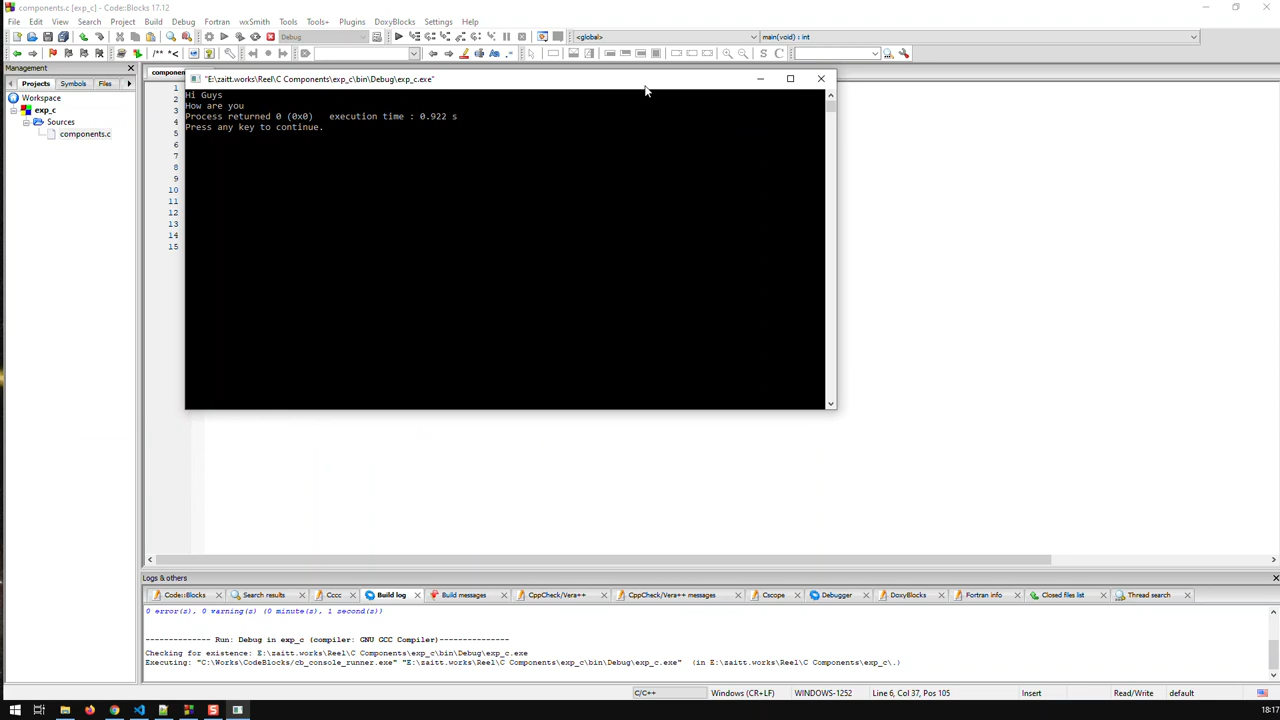 components.c [exp_c] - Code::Blocks 17.12
File Edit View Search Project Build Debug Fortran wxSmith Tools Tools+ Plugins DoxyBlocks Settings Help
Debug <global> main(void) : int
/** *<
S C
Management
Projects Symbols Files
Workspace
exp_c
Sources
components.c
component
1
2
3
4
5
6
7
8
9
10
11
12
13
14
15
"E:\zaitt.works\Reel\C Components\exp_c\bin\Debug\exp_c.exe"
Hi Guys
How are you
Process returned 0 (0x0)   execution time : 0.922 s
Press any key to continue.
Logs & others
Code::Blocks Search results Cccc Build log Build messages CppCheck/Vera++ CppCheck/Vera++ messages Cscope Debugger DoxyBlocks Fortran info Closed files list Thread search
0 error(s), 0 warning(s) (0 minute(s), 1 second(s))
-------------- Run: Debug in exp_c (compiler: GNU GCC Compiler)---------------
Checking for existence: E:\zaitt.works\Reel\C Components\exp_c\bin\Debug\exp_c.exe
Executing: "C:\Works\CodeBlocks/cb_console_runner.exe" "E:\zaitt.works\Reel\C Components\exp_c\bin\Debug\exp_c.exe"  (in E:\zaitt.works\Reel\C Components\exp_c\.)
C/C++ Windows (CR+LF) WINDOWS-1252 Line 6, Col 37, Pos 105 Insert Read/Write default
18:17